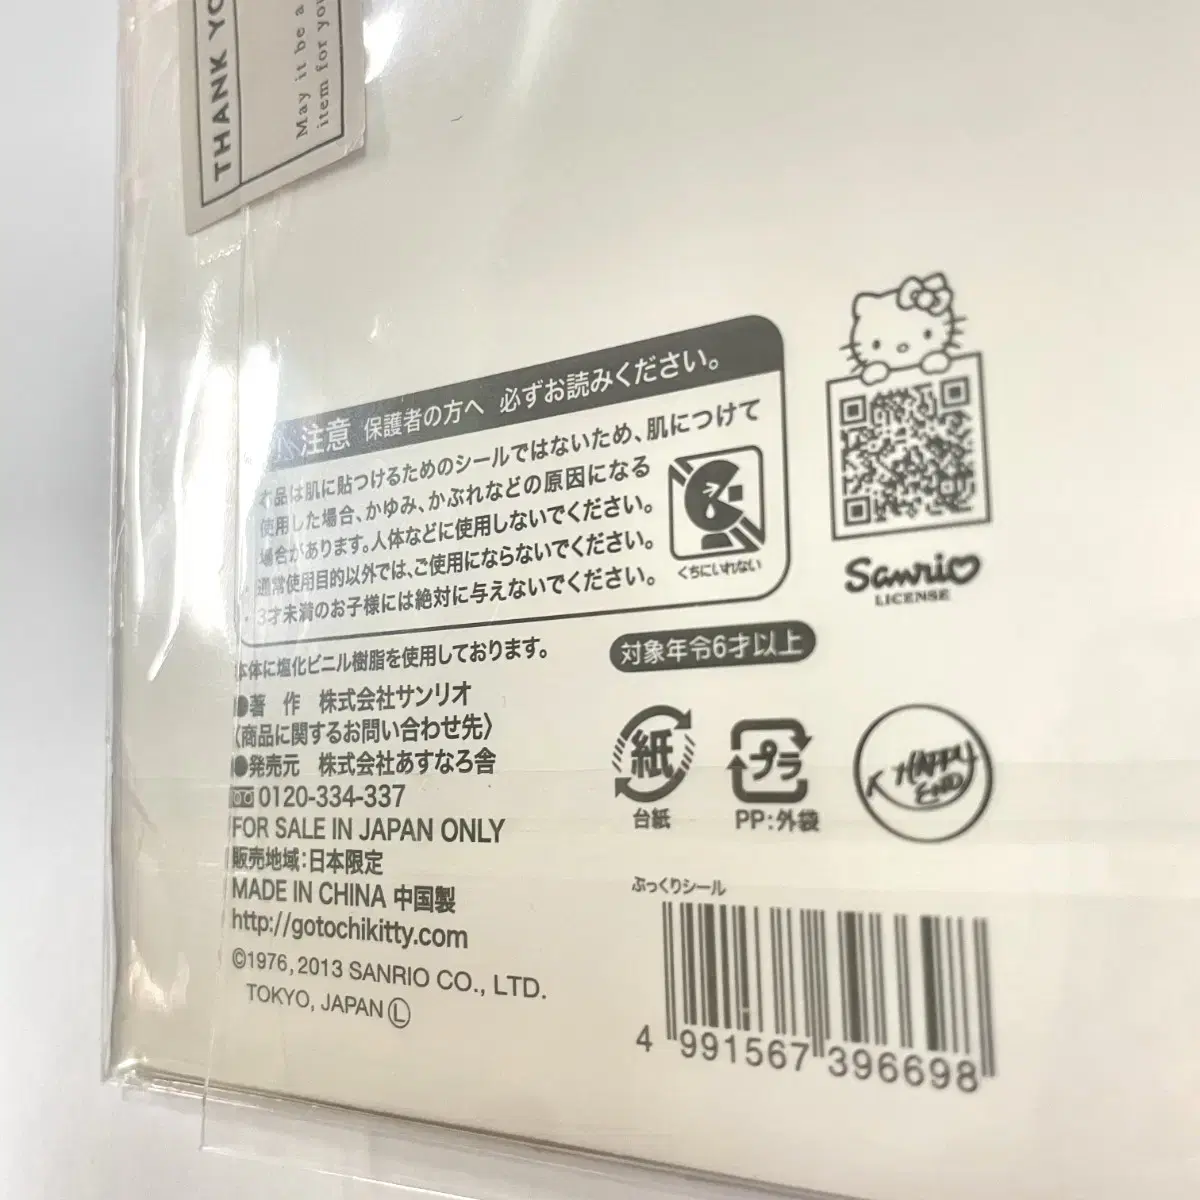 THANK YO
May it be a
item for you
注意 保護者の方へ 必ずお読みください。
本品は肌に貼つけるためのシールではないため、肌につけて
使用した場合、かゆみ、かぶれなどの原因になる
場合があります。人体などに使用しないでください。
・通常使用目的以外では、ご使用にならないでください。
・3才未満のお子様には絶対に与えないでください。
くちにいれない
Sanrio
LICENSE
本体に塩化ビニル樹脂を使用しております。
●著 作 株式会社サンリオ
〈商品に関するお問い合わせ先〉
●発売元 株式会社あすなろ舎
0120-334-337
FOR SALE IN JAPAN ONLY
販売地域:日本限定
MADE IN CHINA 中国製
http://gotochikitty.com
©1976, 2013 SANRIO CO., LTD.
TOKYO, JAPAN Ⓛ
対象年令6才以上
紙
台紙
プラ
PP:外袋
HAPPY
END
ぷっくりシール
4 991567 396698